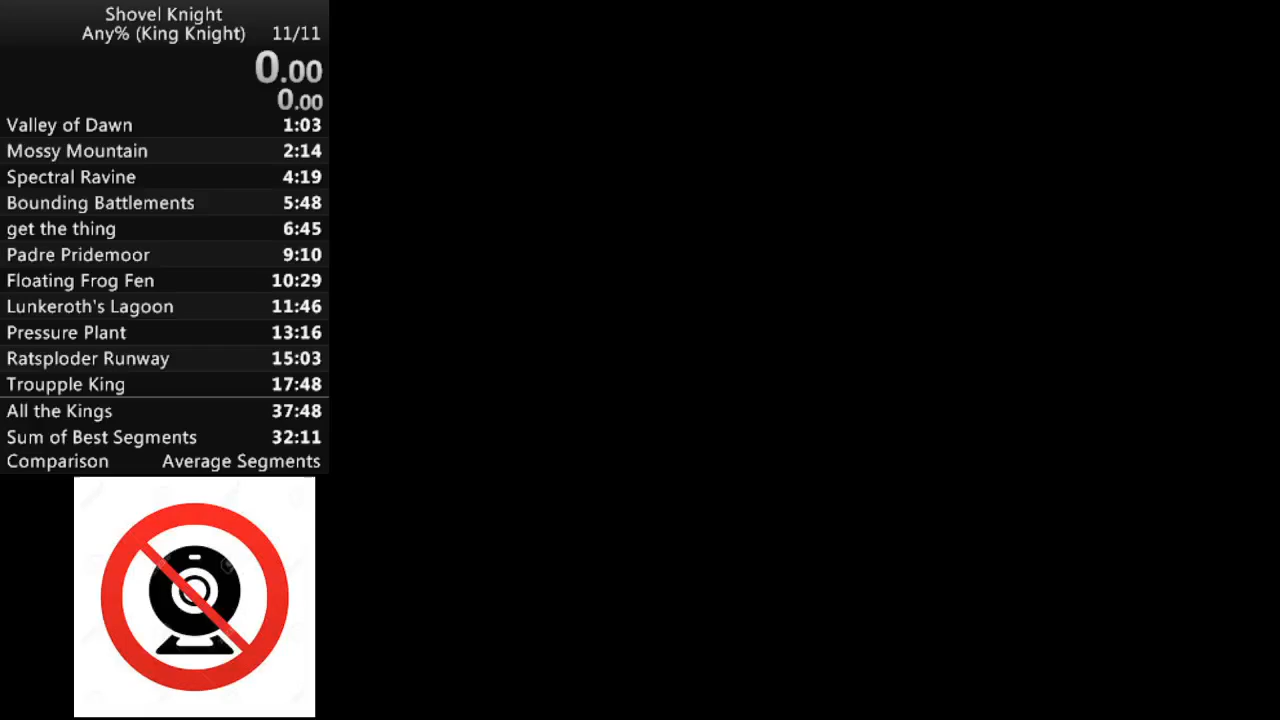 Shovel Knight
Any% (King Knight) 11/11
0.00
0.00
Valley of Dawn 1:03
Mossy Mountain 2:14
Spectral Ravine 4:19
Bounding Battlements 5:48
get the thing 6:45
Padre Pridemoor 9:10
Floating Frog Fen 10:29
Lunkeroth's Lagoon 11:46
Pressure Plant 13:16
Ratsploder Runway 15:03
Troupple King 17:48
All the Kings 37:48
Sum of Best Segments 32:11
Comparison Average Segments